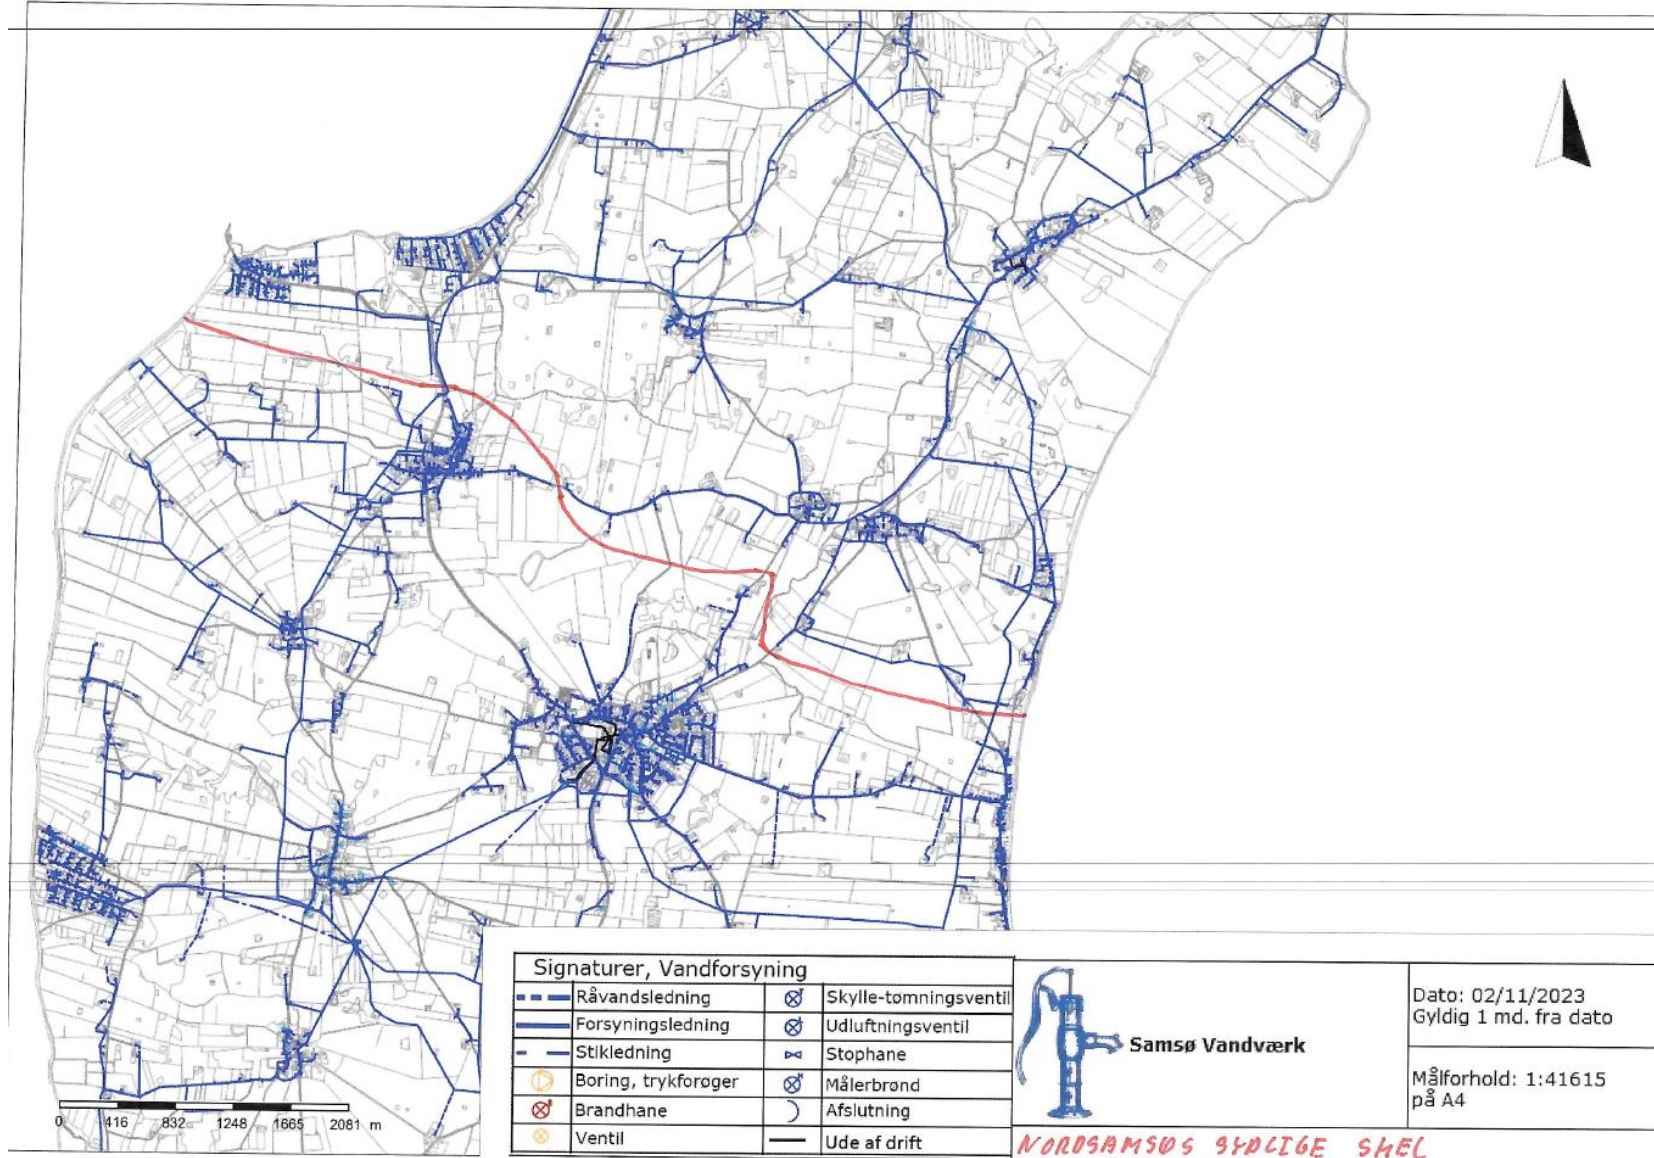 Signaturer, Vandforsyning
Råvandsledning
Skylle-tømningsventil
Forsyningsledning
Udluftningsventil
Stikledning
Stophane
Boring, trykforøger
Målerbrønd
Brandhane
Afslutning
Ventil
Ude af drift
Samsø Vandværk
Dato: 02/11/2023
Gyldig 1 md. fra dato
Målforhold: 1:41615
på A4
0 416 832 1248 1665 2081 m
NORDSAMSØS SYDLIGE SKEL